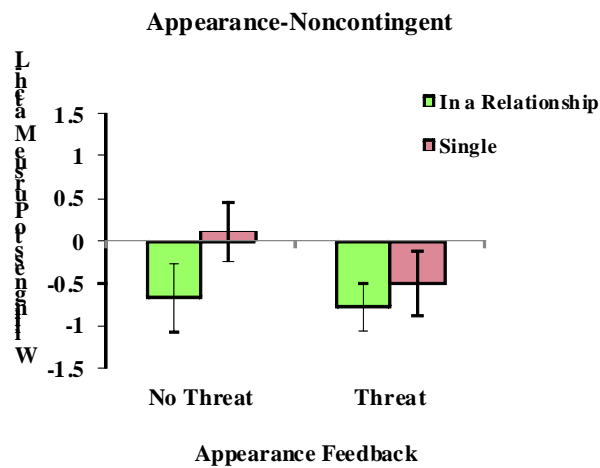 Appearance-Noncontingent
In a Relationship
Single
1.5
1
0.5
0
-0.5
-1
-1.5
No Threat Threat
Appearance Feedback